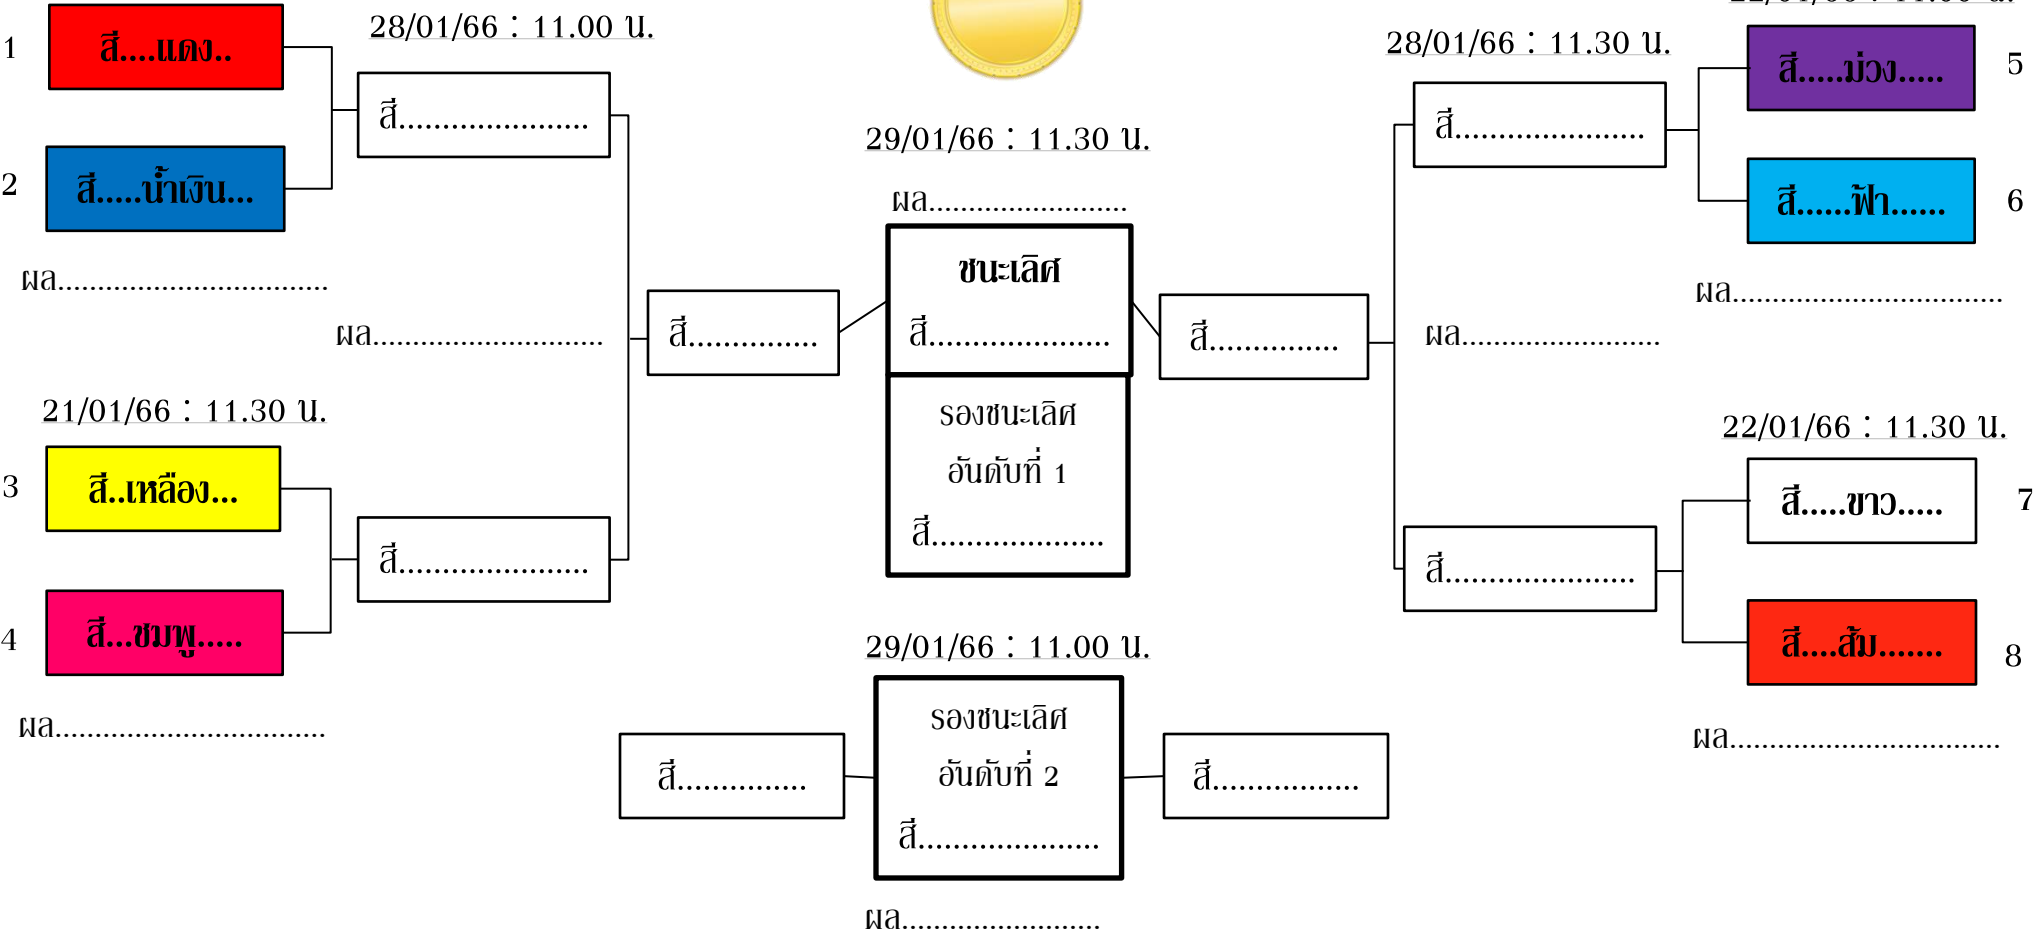 28/01/66 : 11.00 น.
28/01/66 : 11.30 น.
1
สี....แดง..
สี.....ม่วง.....
5
สี......................
สี......................
29/01/66 : 11.30 น.
2
สี.....น้ำเงิน...
ผล.........................
สี......ฟ้า......
6
ผล..................................
ชนะเลิศ
ผล..................................
ผล.............................
สี...............
สี.....................
สี...............
ผล.........................
21/01/66 : 11.30 น.
รองชนะเลิศ
22/01/66 : 11.30 น.
อันดับที่ 1
3
สี..เหลือง...
สี.....ขาว.....
7
สี....................
สี......................
สี......................
4
สี...ชมพู.....
29/01/66 : 11.00 น.
สี....ส้ม.......
8
ผล..................................
รองชนะเลิศ
ผล..................................
อันดับที่ 2
สี...............
สี.................
สี.....................
ผล.........................